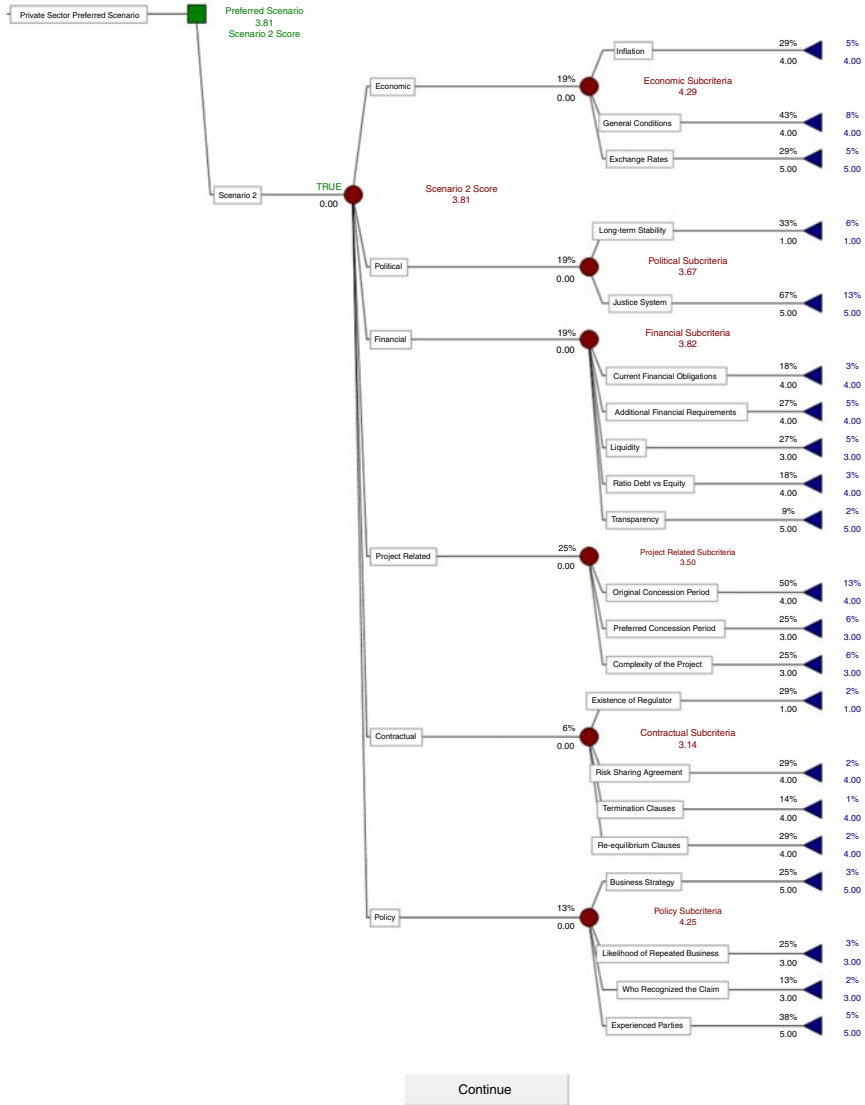 Private Sector Preferred Scenario
Preferred Scenario
3.81
Scenario 2 Score
Scenario 2
TRUE
0.00
Scenario 2 Score
3.81
Economic
19%
0.00
Economic Subcriteria
4.29
Inflation
29%
4.00
5%
4.00
General Conditions
43%
4.00
8%
4.00
Exchange Rates
29%
5.00
5%
5.00
Political
19%
0.00
Political Subcriteria
3.67
Long-term Stability
33%
1.00
6%
1.00
Justice System
67%
5.00
13%
5.00
Financial
19%
0.00
Financial Subcriteria
3.82
Current Financial Obligations
18%
4.00
3%
4.00
Additional Financial Requirements
27%
4.00
5%
4.00
Liquidity
27%
3.00
5%
3.00
Ratio Debt vs Equity
18%
4.00
3%
4.00
Transparency
9%
5.00
2%
5.00
Project Related
25%
0.00
Project Related Subcriteria
3.50
Original Concession Period
50%
4.00
13%
4.00
Preferred Concession Period
25%
3.00
6%
3.00
Complexity of the Project
25%
3.00
6%
3.00
Contractual
6%
0.00
Contractual Subcriteria
3.14
Existence of Regulator
29%
1.00
2%
1.00
Risk Sharing Agreement
29%
4.00
2%
4.00
Termination Clauses
14%
4.00
1%
4.00
Re-equilibrium Clauses
29%
4.00
2%
4.00
Policy
13%
0.00
Policy Subcriteria
4.25
Business Strategy
25%
5.00
3%
5.00
Likelihood of Repeated Business
25%
3.00
3%
3.00
Who Recognized the Claim
13%
3.00
2%
3.00
Experienced Parties
38%
5.00
5%
5.00
Continue